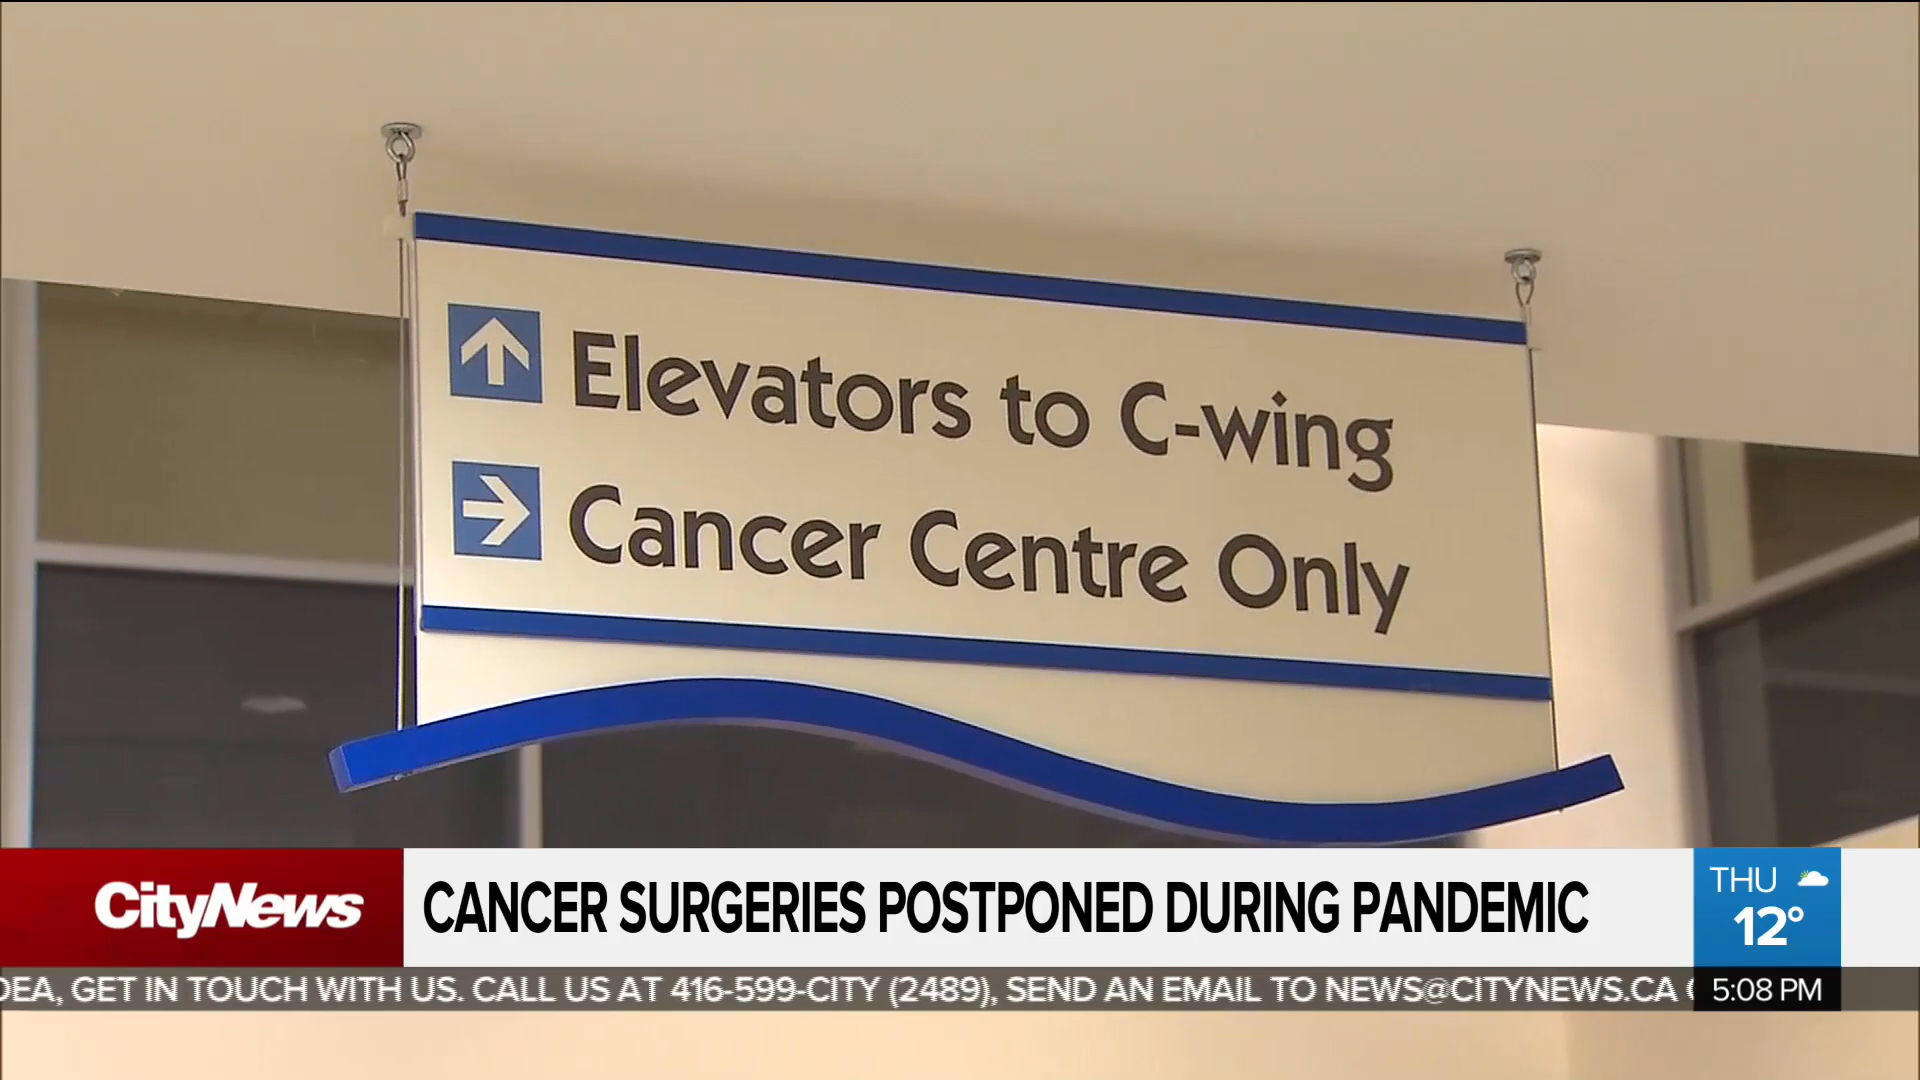 Elevators to C-wing
Cancer Centre Only
CityNews
CANCER SURGERIES POSTPONED DURING PANDEMIC
THU
12°
DEA, GET IN TOUCH WITH US. CALL US AT 416-599-CITY (2489), SEND AN EMAIL TO NEWS@CITYNEWS.CA
5:08 PM